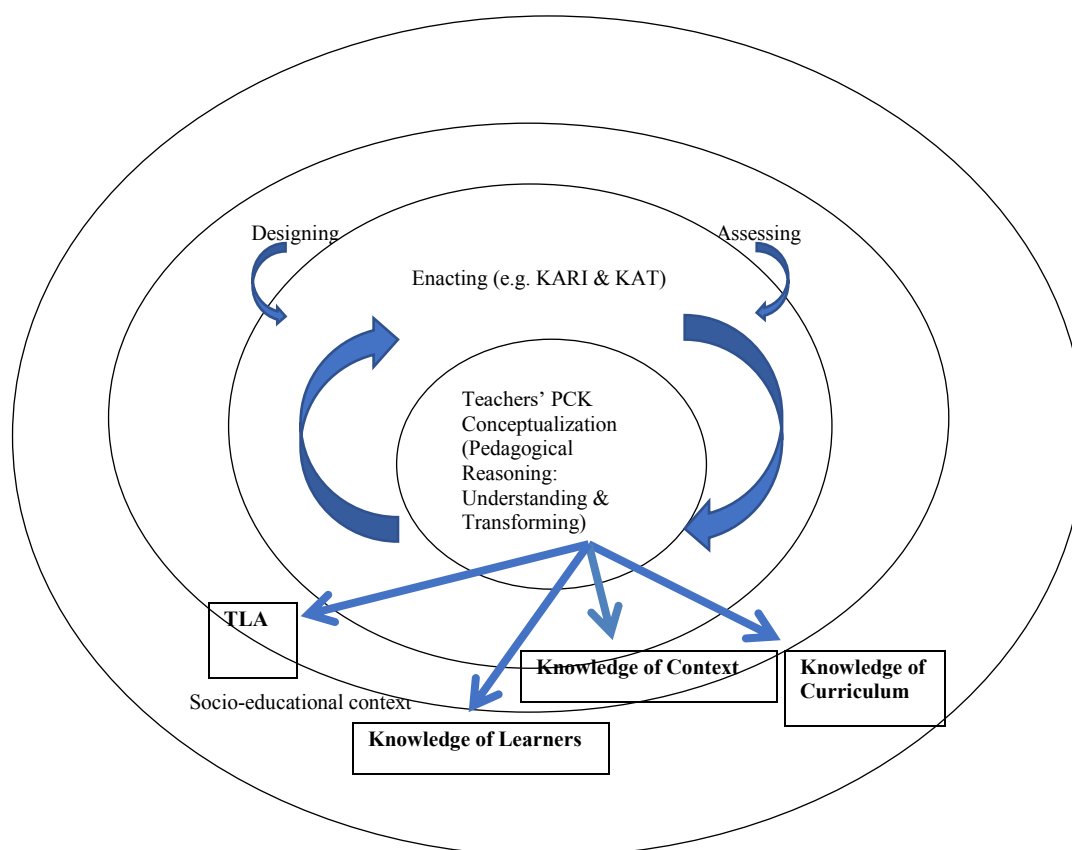 Designing
Assessing
Enacting (e.g. KARI & KAT)
Teachers’ PCK
Conceptualization
(Pedagogical
Reasoning:
Understanding &
Transforming)
TLA
Knowledge of Context
Knowledge of
Curriculum
Socio-educational context
Knowledge of Learners